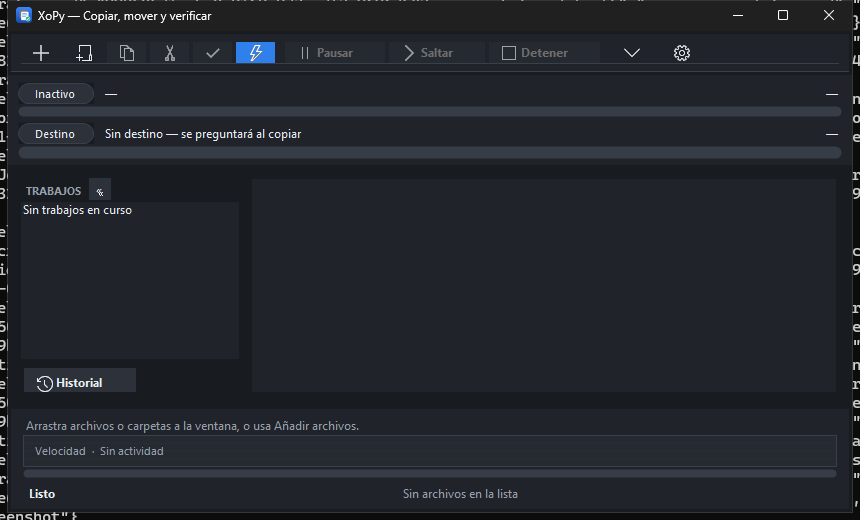 XoPy — Copiar, mover y verificar
Pausar
Saltar
Detener
Inactivo —
—
Destino
Sin destino — se preguntará al copiar
—
TRABAJOS
Sin trabajos en curso
Historial
Arrastra archivos o carpetas a la ventana, o usa Añadir archivos.
Velocidad · Sin actividad
Listo
Sin archivos en la lista
eenshot"}